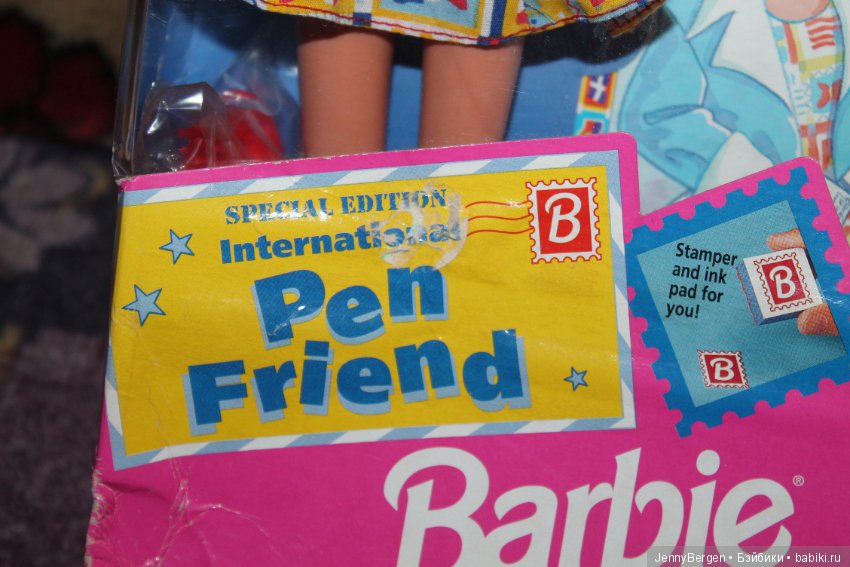 SPECIAL EDITION
International
Pen
Friend
B
Stamper
and ink
pad for
you!
B
B
Barbie®
JennyBergen • Бэйбики • babiki.ru